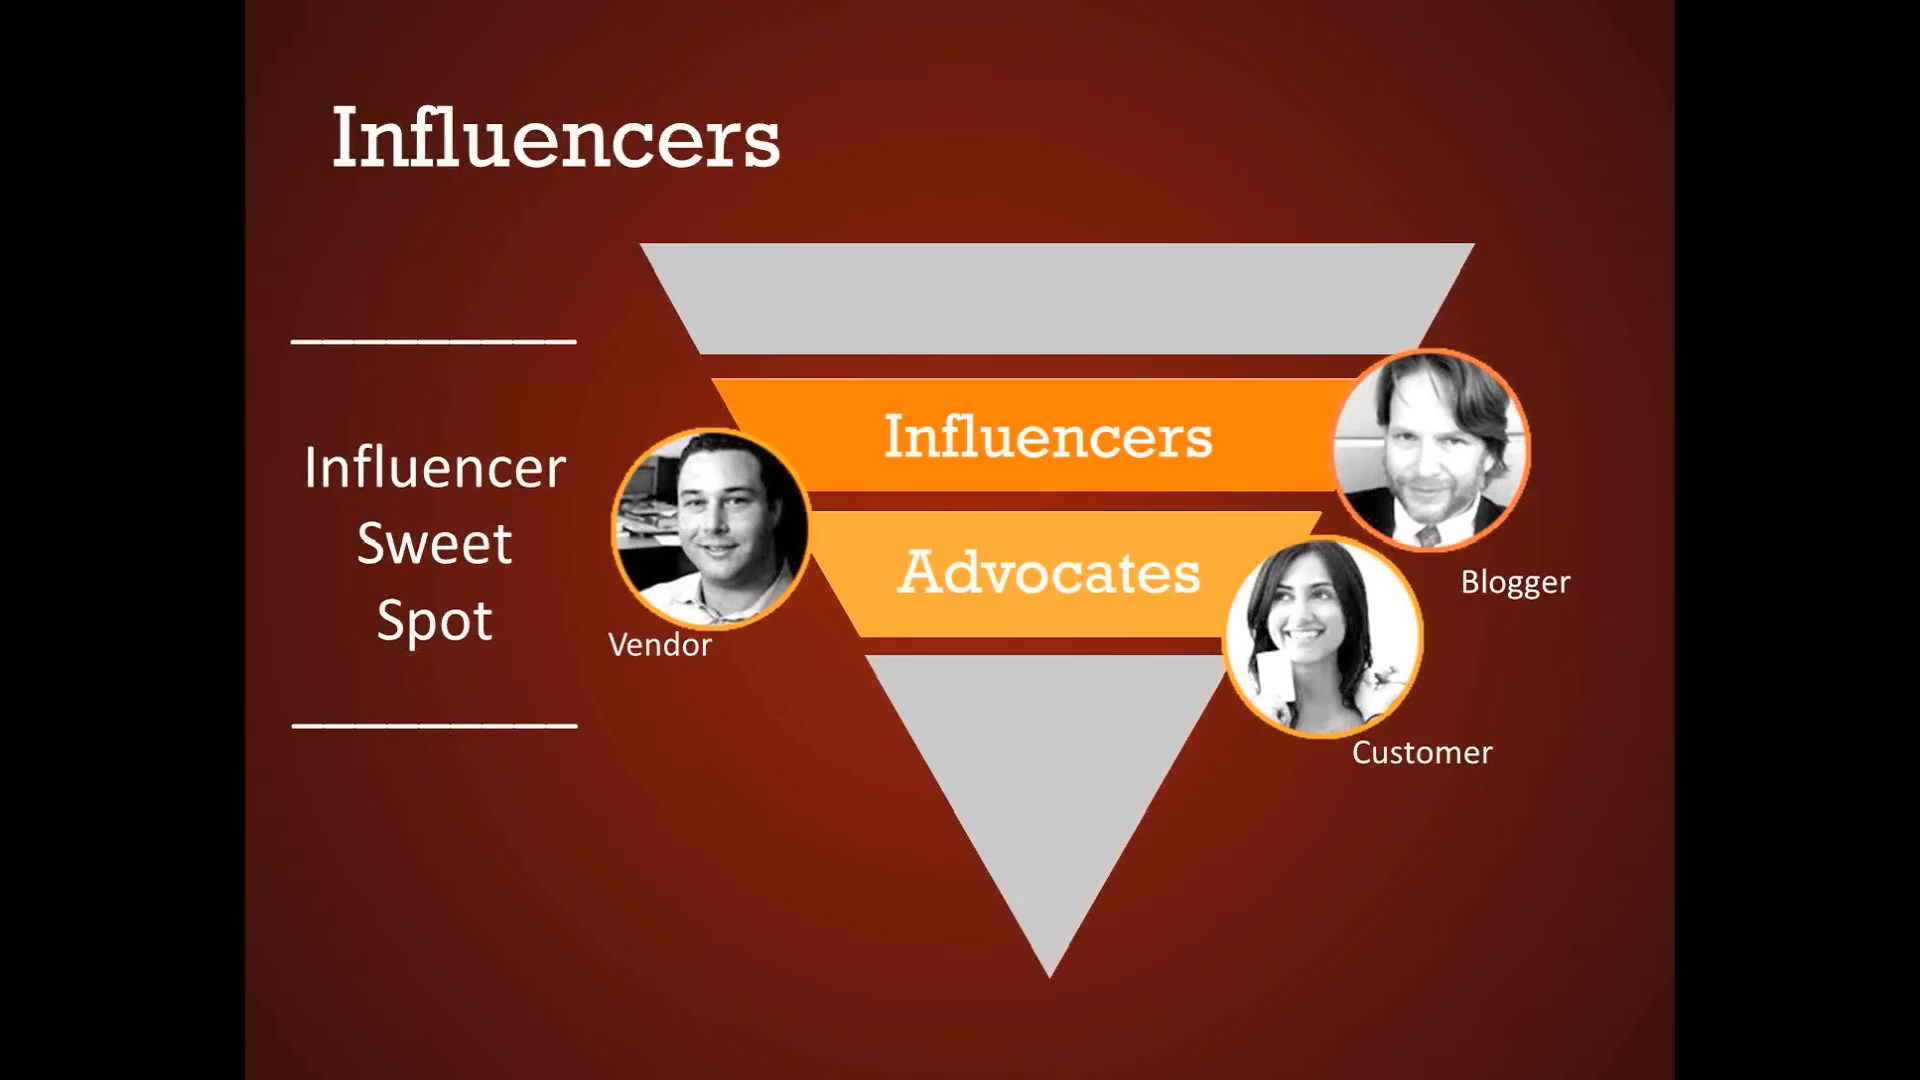 Influencers
Influencer
Sweet
Spot
Influencers
Advocates
Vendor
Blogger
Customer